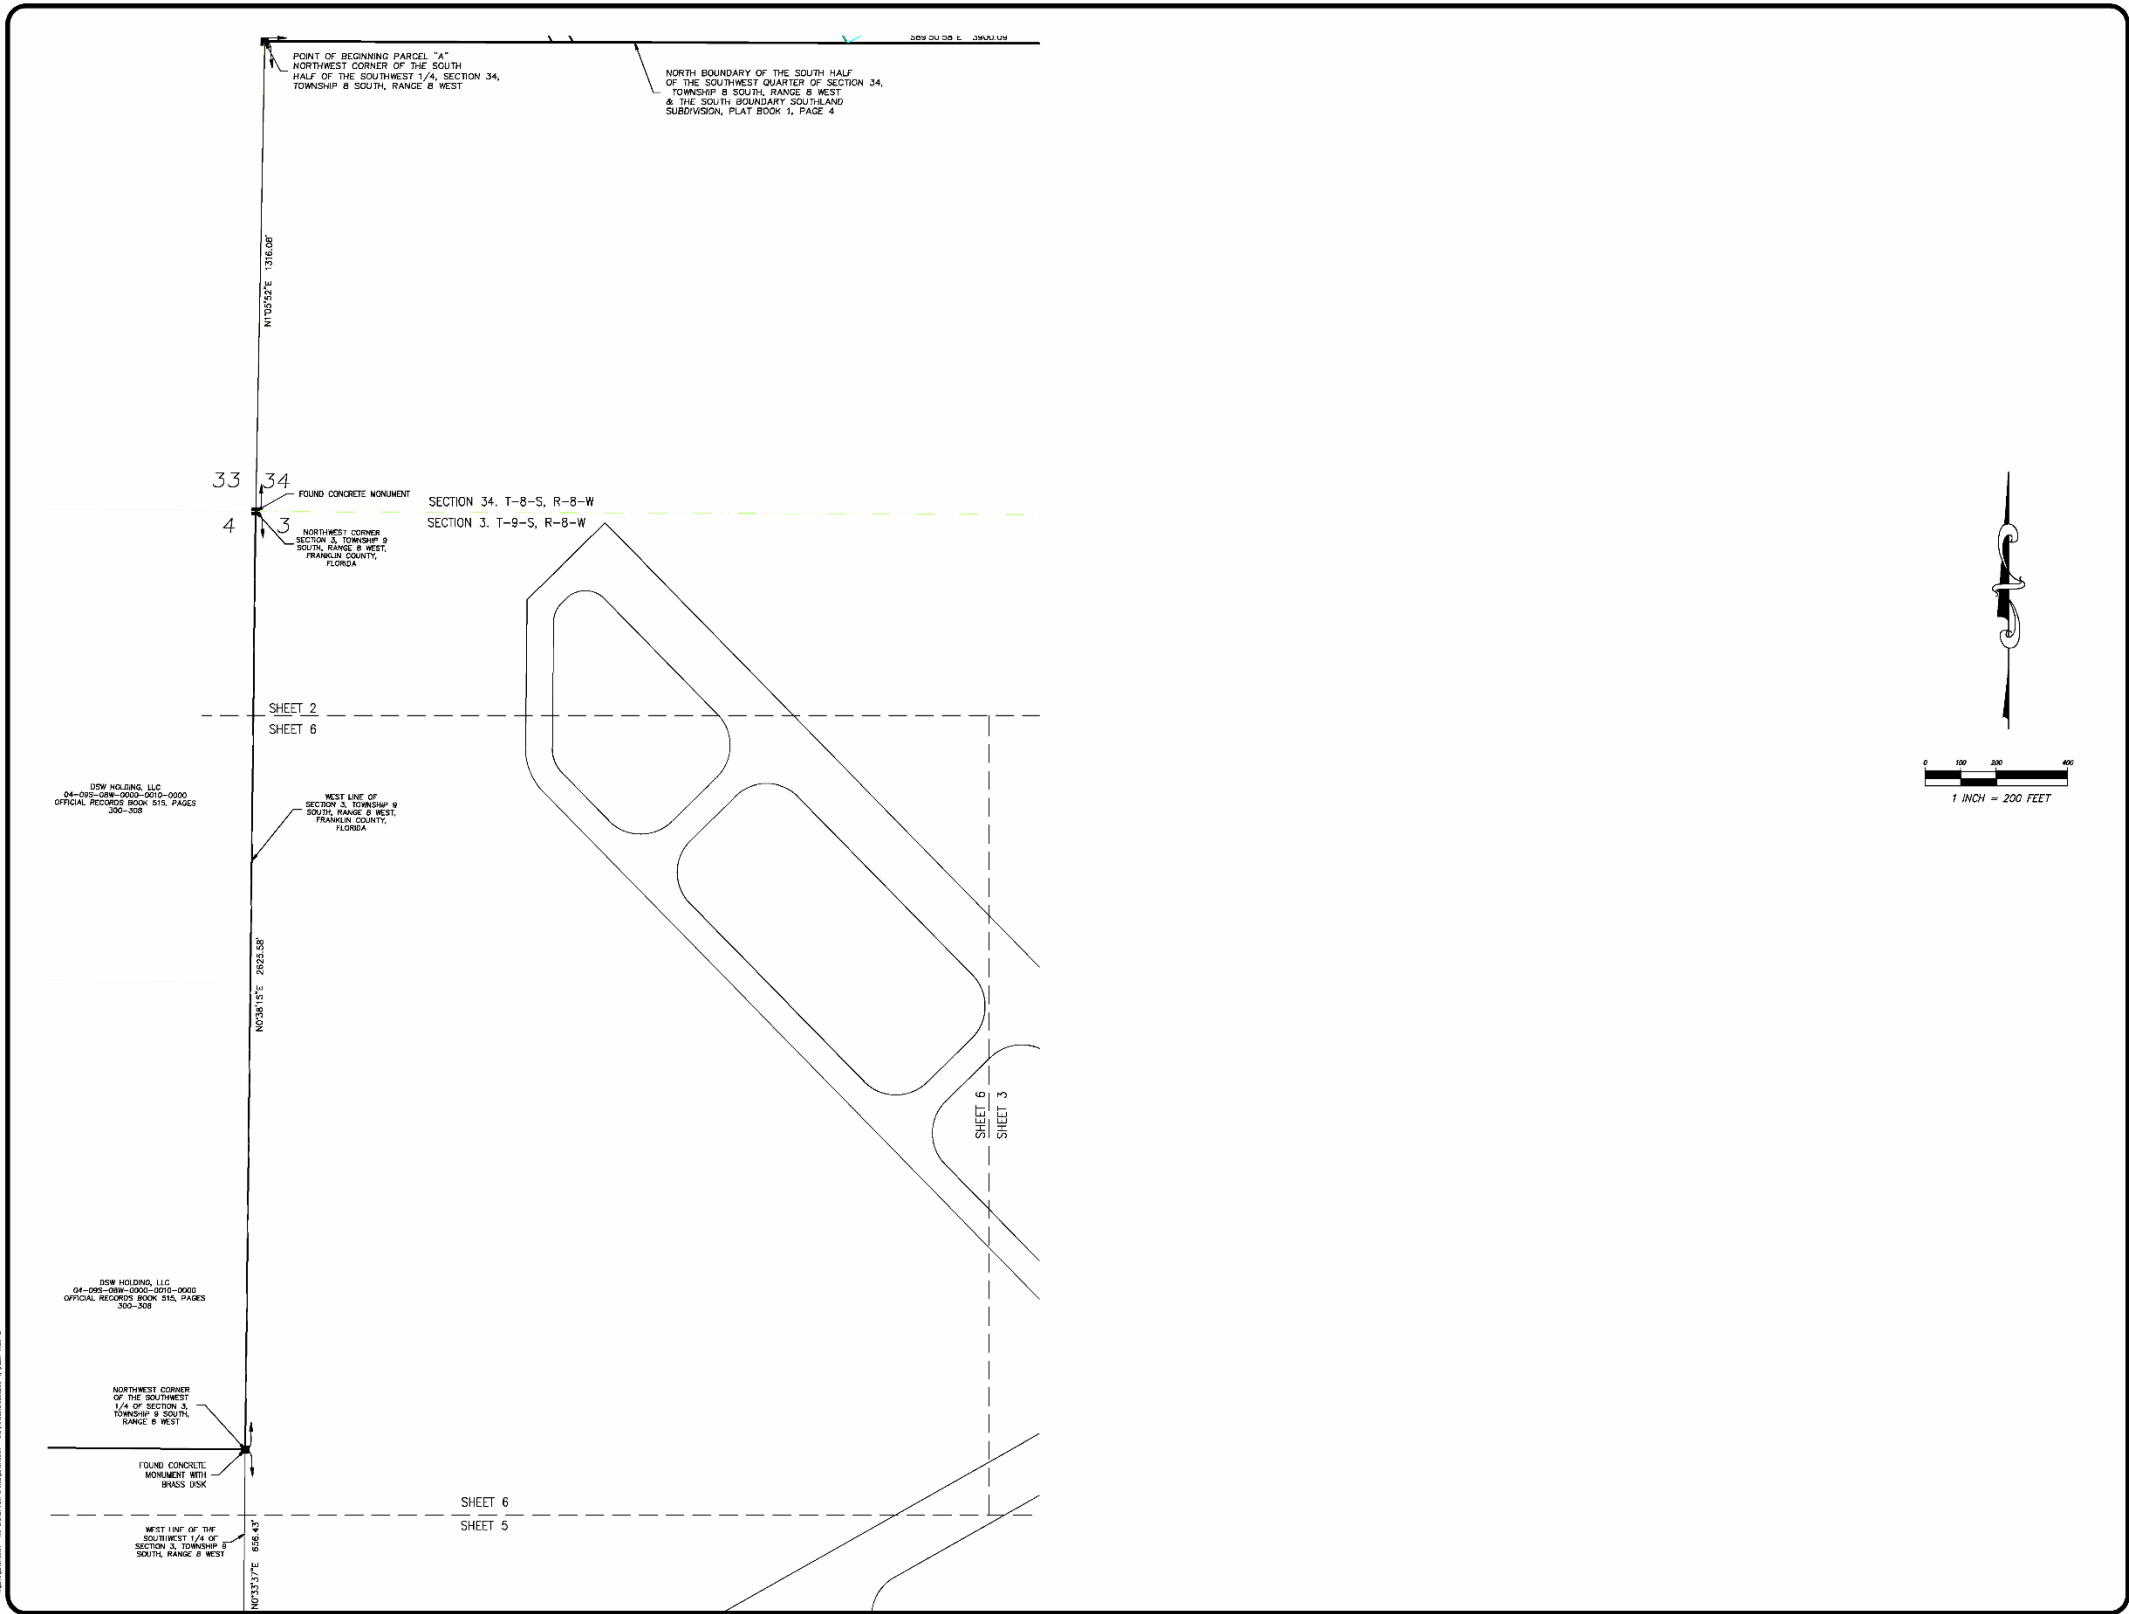 S89°50'58"E 3900.09'
POINT OF BEGINNING PARCEL "A"
NORTHWEST CORNER OF THE SOUTH
HALF OF THE SOUTHWEST 1/4, SECTION 34,
TOWNSHIP 8 SOUTH, RANGE 8 WEST
NORTH BOUNDARY OF THE SOUTH HALF
OF THE SOUTHWEST QUARTER OF SECTION 34,
TOWNSHIP 8 SOUTH, RANGE 8 WEST
& THE SOUTH BOUNDARY SOUTHLAND
SUBDIVISION, PLAT BOOK 1, PAGE 4
N1°05'52"E 1316.08'
33 34
FOUND CONCRETE MONUMENT
SECTION 34. T-8-S, R-8-W
4 3
SECTION 3. T-9-S, R-8-W
NORTHWEST CORNER
SECTION 3, TOWNSHIP 9
SOUTH, RANGE 8 WEST,
FRANKLIN COUNTY,
FLORIDA
SHEET 2
SHEET 6
0 100 200 400
1 INCH = 200 FEET
DSW HOLDING, LLC
04-09S-08W-0000-0010-0000
OFFICIAL RECORDS BOOK 515, PAGES
300-308
WEST LINE OF
SECTION 3, TOWNSHIP 9
SOUTH, RANGE 8 WEST,
FRANKLIN COUNTY,
FLORIDA
N0°38'15"E 2625.58'
SHEET 6
SHEET 3
DSW HOLDING, LLC
04-09S-08W-0000-0010-0000
OFFICIAL RECORDS BOOK 515, PAGES
300-308
NORTHWEST CORNER
OF THE SOUTHWEST
1/4 OF SECTION 3,
TOWNSHIP 9 SOUTH,
RANGE 8 WEST
FOUND CONCRETE
MONUMENT WITH
BRASS DISK
SHEET 6
SHEET 5
WEST LINE OF THE
SOUTHWEST 1/4 OF
SECTION 3, TOWNSHIP 9
SOUTH, RANGE 8 WEST
N0°33'37"E 656.43'